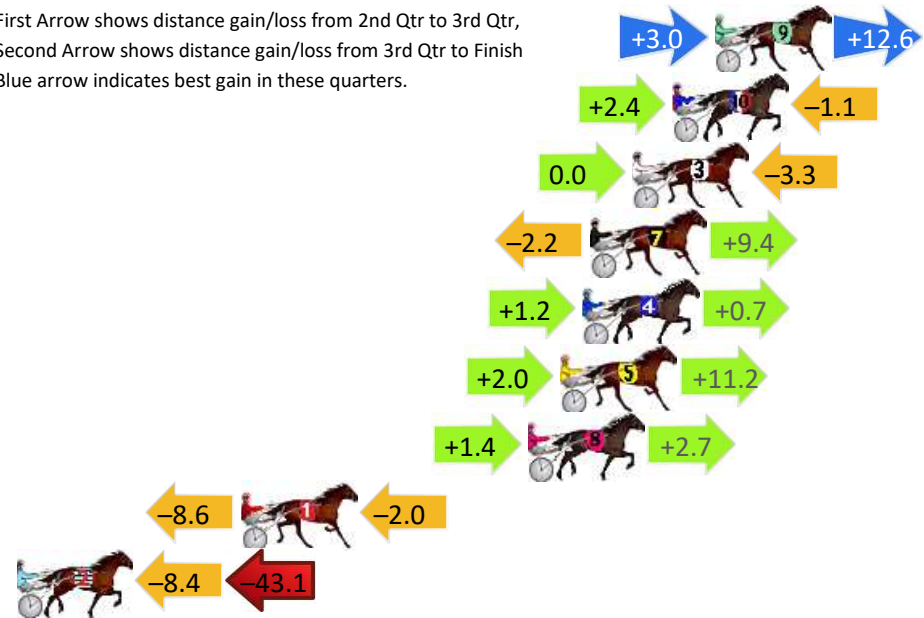 First Arrow shows distance gain/loss from 2nd Qtr to 3rd Qtr,
Second Arrow shows distance gain/loss from 3rd Qtr to Finish
Blue arrow indicates best gain in these quarters.
+3.0 9 +12.6
+2.4 10 –1.1
0.0 3 –3.3
–2.2 7 +9.4
+1.2 4 +0.7
+2.0 5 +11.2
+1.4 8 +2.7
–8.6 1 –2.0
2 –8.4 –43.1